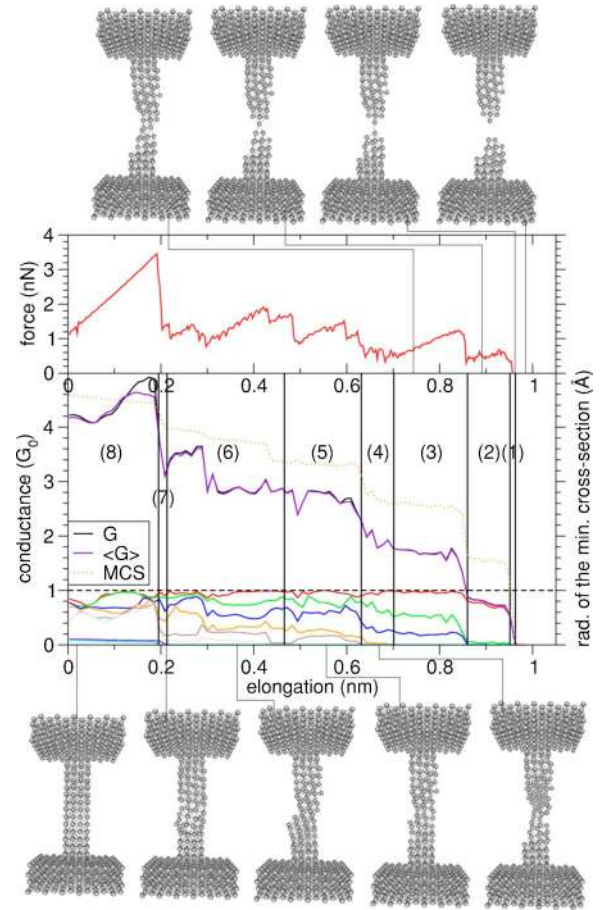 4
3
2
1
0
force (nN)
0 0.2 0.4 0.6 0.8 1
4
3
2
1
0
conductance (G₀)
rad. of the min. cross-section (Å)
(8) (7) (6) (5) (4) (3) (2) (1)
G
<G>
MCS
0 0.2 0.4 0.6 0.8 1
elongation (nm)